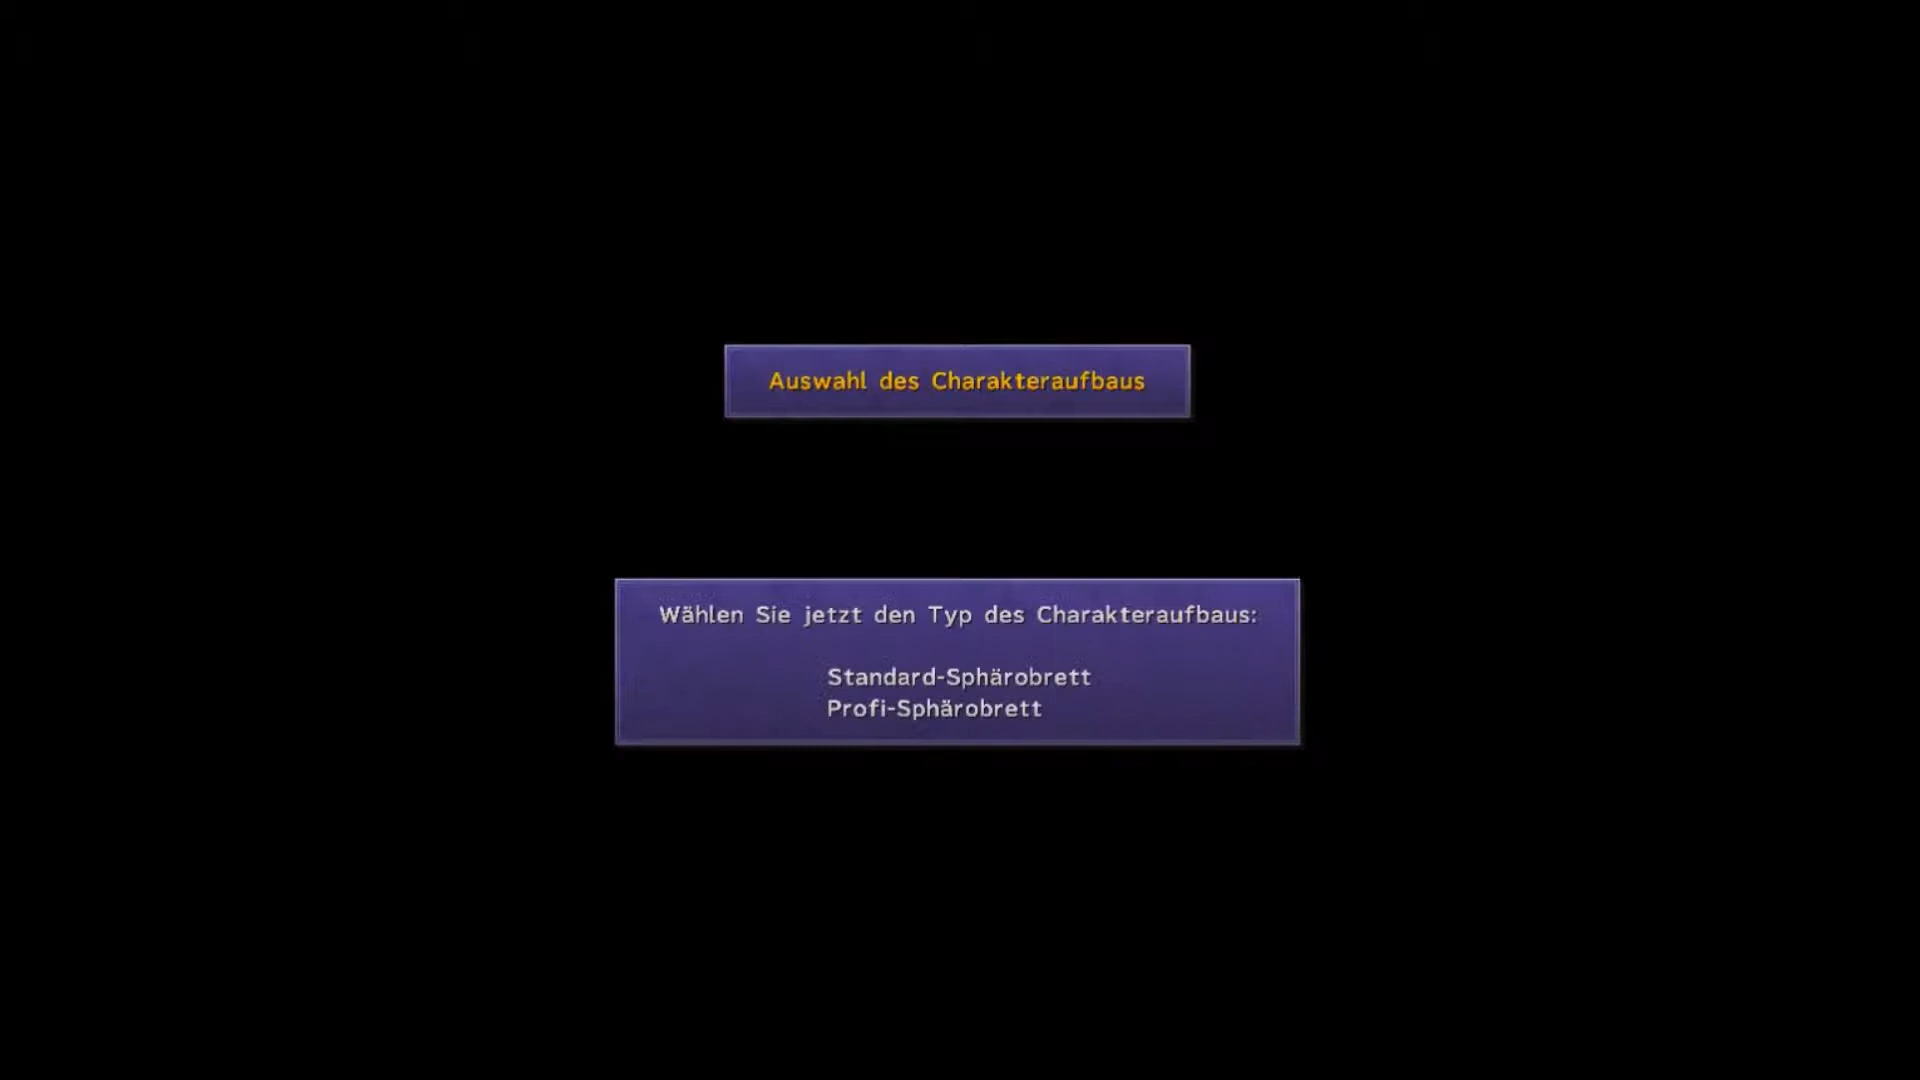 Auswahl des Charakteraufbaus
Wählen Sie jetzt den Typ des Charakteraufbaus:
Standard-Sphärobrett
Profi-Sphärobrett